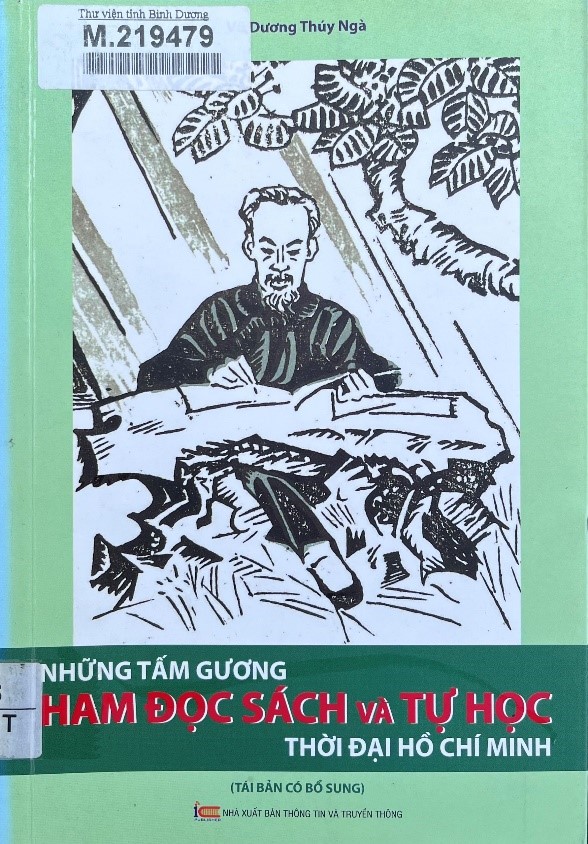 Thư viện tỉnh Bình Dương
M.219479
Dương Thúy Ngà
NHỮNG TẤM GƯƠNG
HAM ĐỌC SÁCH VÀ TỰ HỌC
THỜI ĐẠI HỒ CHÍ MINH
T
(TÁI BẢN CÓ BỔ SUNG)
NHÀ XUẤT BẢN THÔNG TIN VÀ TRUYỀN THÔNG